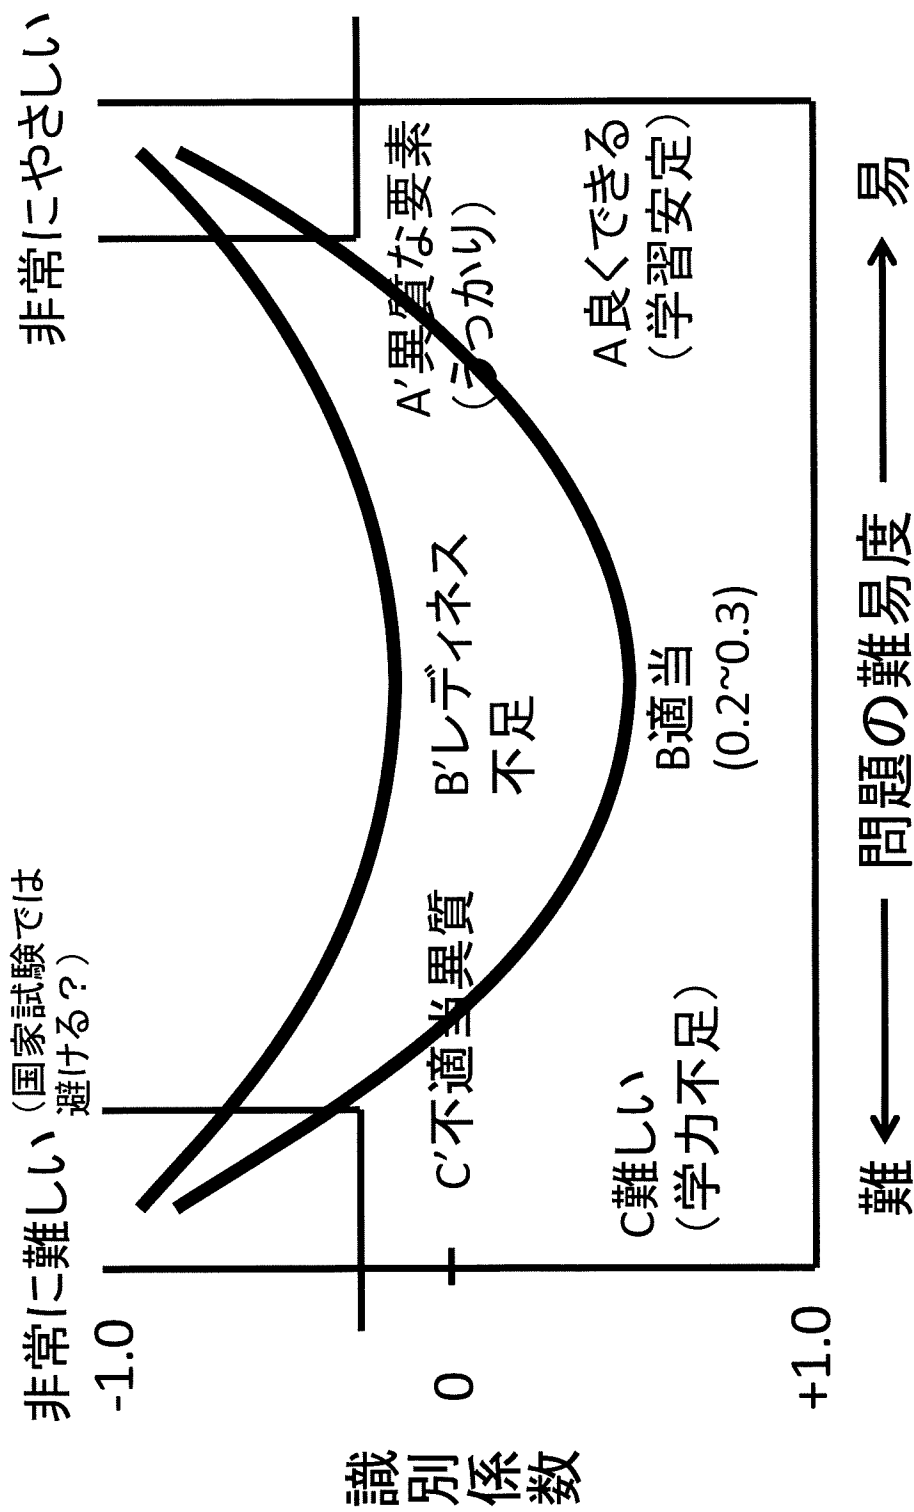 非常に難しい
(国家試験では
避ける?)
非常にやさしい
-1.0
0
+1.0
識別係数
C′不適当異質
B′レディネス
不足
A′異質な要素
(うっかり)
C難しい
(学力不足)
B適当
(0.2~0.3)
A良くできる
(学習安定)
難
問題の難易度
易